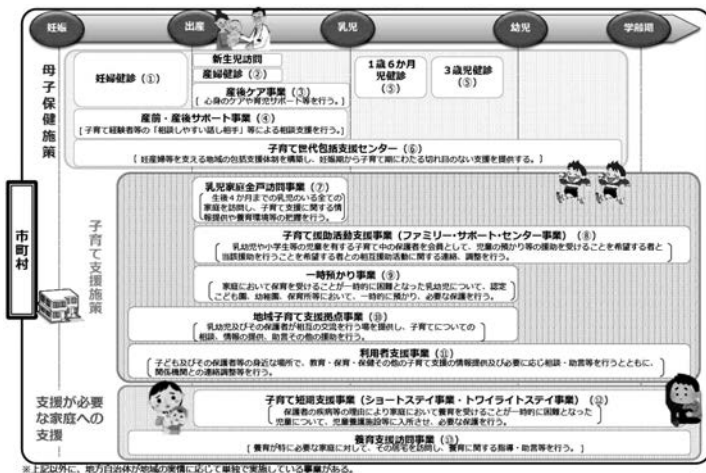 妊娠
出産
乳児
幼児
学齢期
母子保健施策
妊婦健診(①)
新生児訪問
産婦健診(②)
産後ケア事業(③)
[心身のケアや育児サポート等を行う。]
1歳6か月
児健診
(⑤)
3歳児健診
(⑤)
産前・産後サポート事業(④)
[子育て経験者等の「相談しやすい話し相手」等による相談支援を行う。]
子育て世代包括支援センター(⑥)
(妊産婦等を支える地域の包括支援体制を構築し、妊娠期から子育て期にわたる切れ目のない支援を提供する。)
市町村
子育て支援施策
乳児家庭全戸訪問事業(⑦)
生後4か月までの乳児のいる全ての
家庭を訪問し、子育て支援に関する情
報提供や養育環境等の把握を行う。
子育て援助活動支援事業(ファミリー・サポート・センター事業)(⑧)
乳幼児や小学生等の児童を有する子育て中の保護者を会員として、児童の預かり等の援助を受けることを希望する者と
当該援助を行うことを希望する者との相互援助活動に関する連絡、調整を行う。
一時預かり事業(⑨)
家庭において保育を受けることが一時的に困難となった乳幼児について、認定
こども園、幼稚園、保育所等において、一時的に預かり、必要な保護を行う。
地域子育て支援拠点事業(⑩)
乳幼児及びその保護者が相互の交流を行う場を提供し、子育てについての
相談、情報の提供、助言その他の援助を行う。
利用者支援事業(⑪)
子ども及びその保護者等の身近な場所で、教育・保育・保健その他の子育て支援の情報提供及び必要に応じ相談・助言等を行うとともに、
関係機関との連絡調整等を行う。
支援が必要
な家庭への
支援
子育て短期支援事業(ショートステイ事業・トワイライトステイ事業)(⑫)
保護者の疾病等の理由により家庭において養育を受けることが一時的に困難となった
児童について、児童養護施設等に入所させ、必要な保護を行う。
養育支援訪問事業(⑬)
(養育が特に必要な家庭に対して、その居宅を訪問し、養育に関する指導・助言等を行う。)
※上記以外に、地方自治体が地域の実情に応じて単独で実施している事業がある。